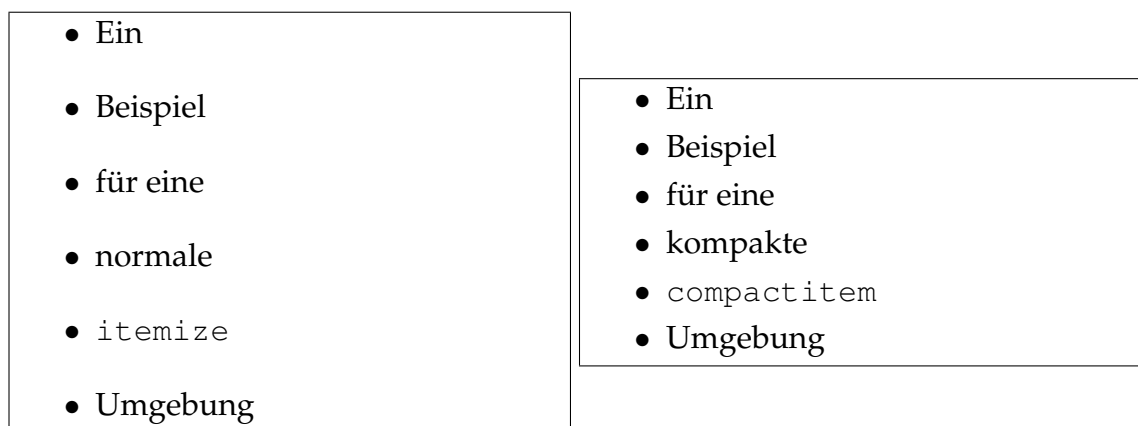 • Ein
• Beispiel
• für eine
• normale
• itemize
• Umgebung
• Ein
• Beispiel
• für eine
• kompakte
• compactitem
• Umgebung